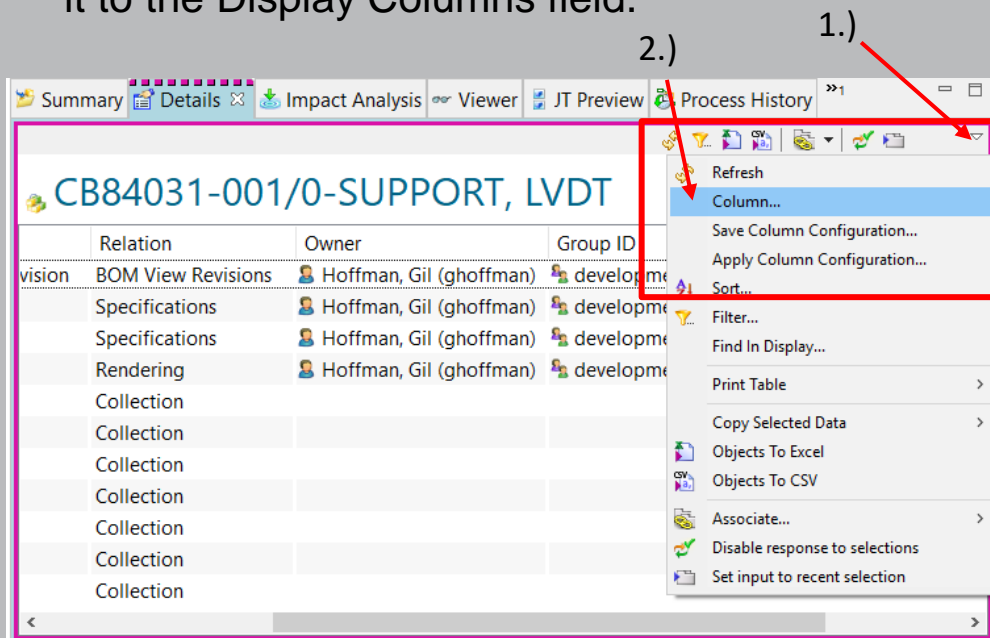 it to the Display Columns field.
1.)
2.)
Summary Details Impact Analysis Viewer JT Preview Process History »1
CB84031-001/0-SUPPORT, LVDT
Relation Owner Group ID
vision BOM View Revisions Hoffman, Gil (ghoffman) developme
Specifications Hoffman, Gil (ghoffman) developme
Specifications Hoffman, Gil (ghoffman) developme
Rendering Hoffman, Gil (ghoffman) developme
Collection
Collection
Collection
Collection
Collection
Collection
Collection
Refresh
Column...
Save Column Configuration...
Apply Column Configuration...
Sort...
Filter...
Find In Display...
Print Table
Copy Selected Data
Objects To Excel
Objects To CSV
Associate...
Disable response to selections
Set input to recent selection